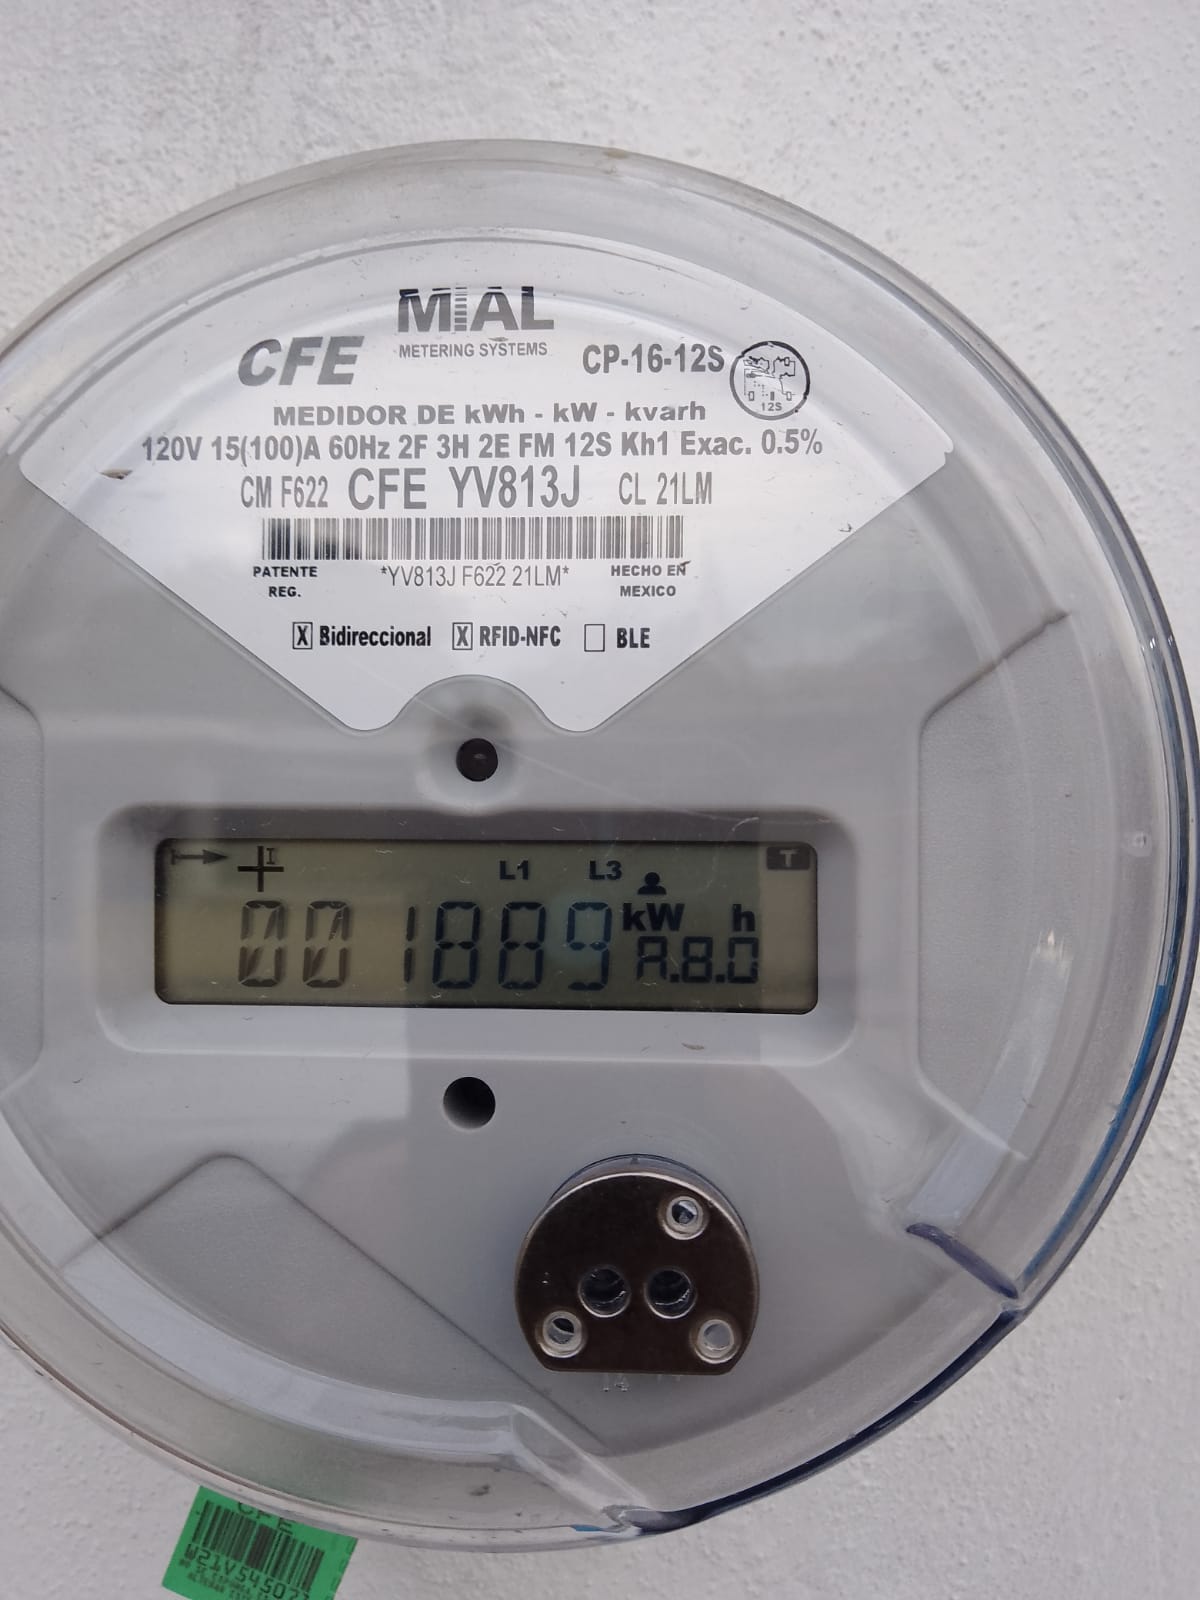 MIAL
METERING SYSTEMS
CFE
CP-16-12S
12S
MEDIDOR DE kWh - kW - kvarh
120V 15(100)A 60Hz 2F 3H 2E FM 12S Kh1 Exac. 0.5%
CM F622 CFE YV813J CL 21LM
PATENTE REG.
*YV813J F622 21LM*
HECHO EN MEXICO
X Bidireccional X RFID-NFC BLE
L1 L3 T
001889 kW h
A.8.0
14
CFE